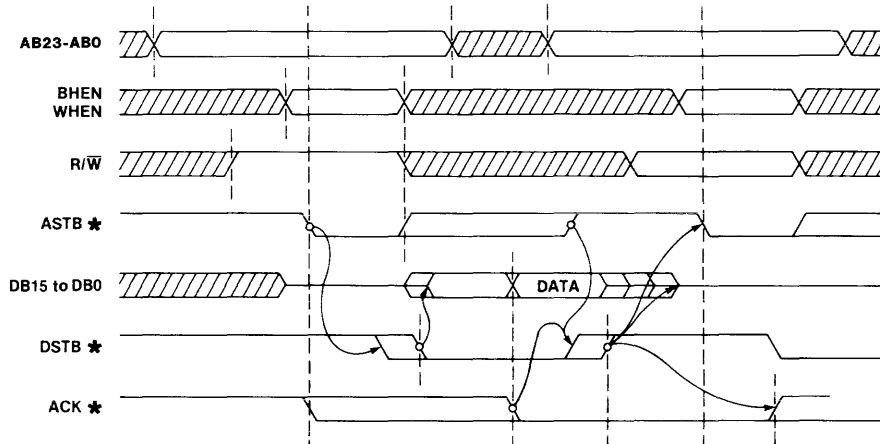 AB23-AB0
BHEN
WHEN
R/W̅
ASTB *
DB15 to DB0
DATA
DSTB *
ACK *